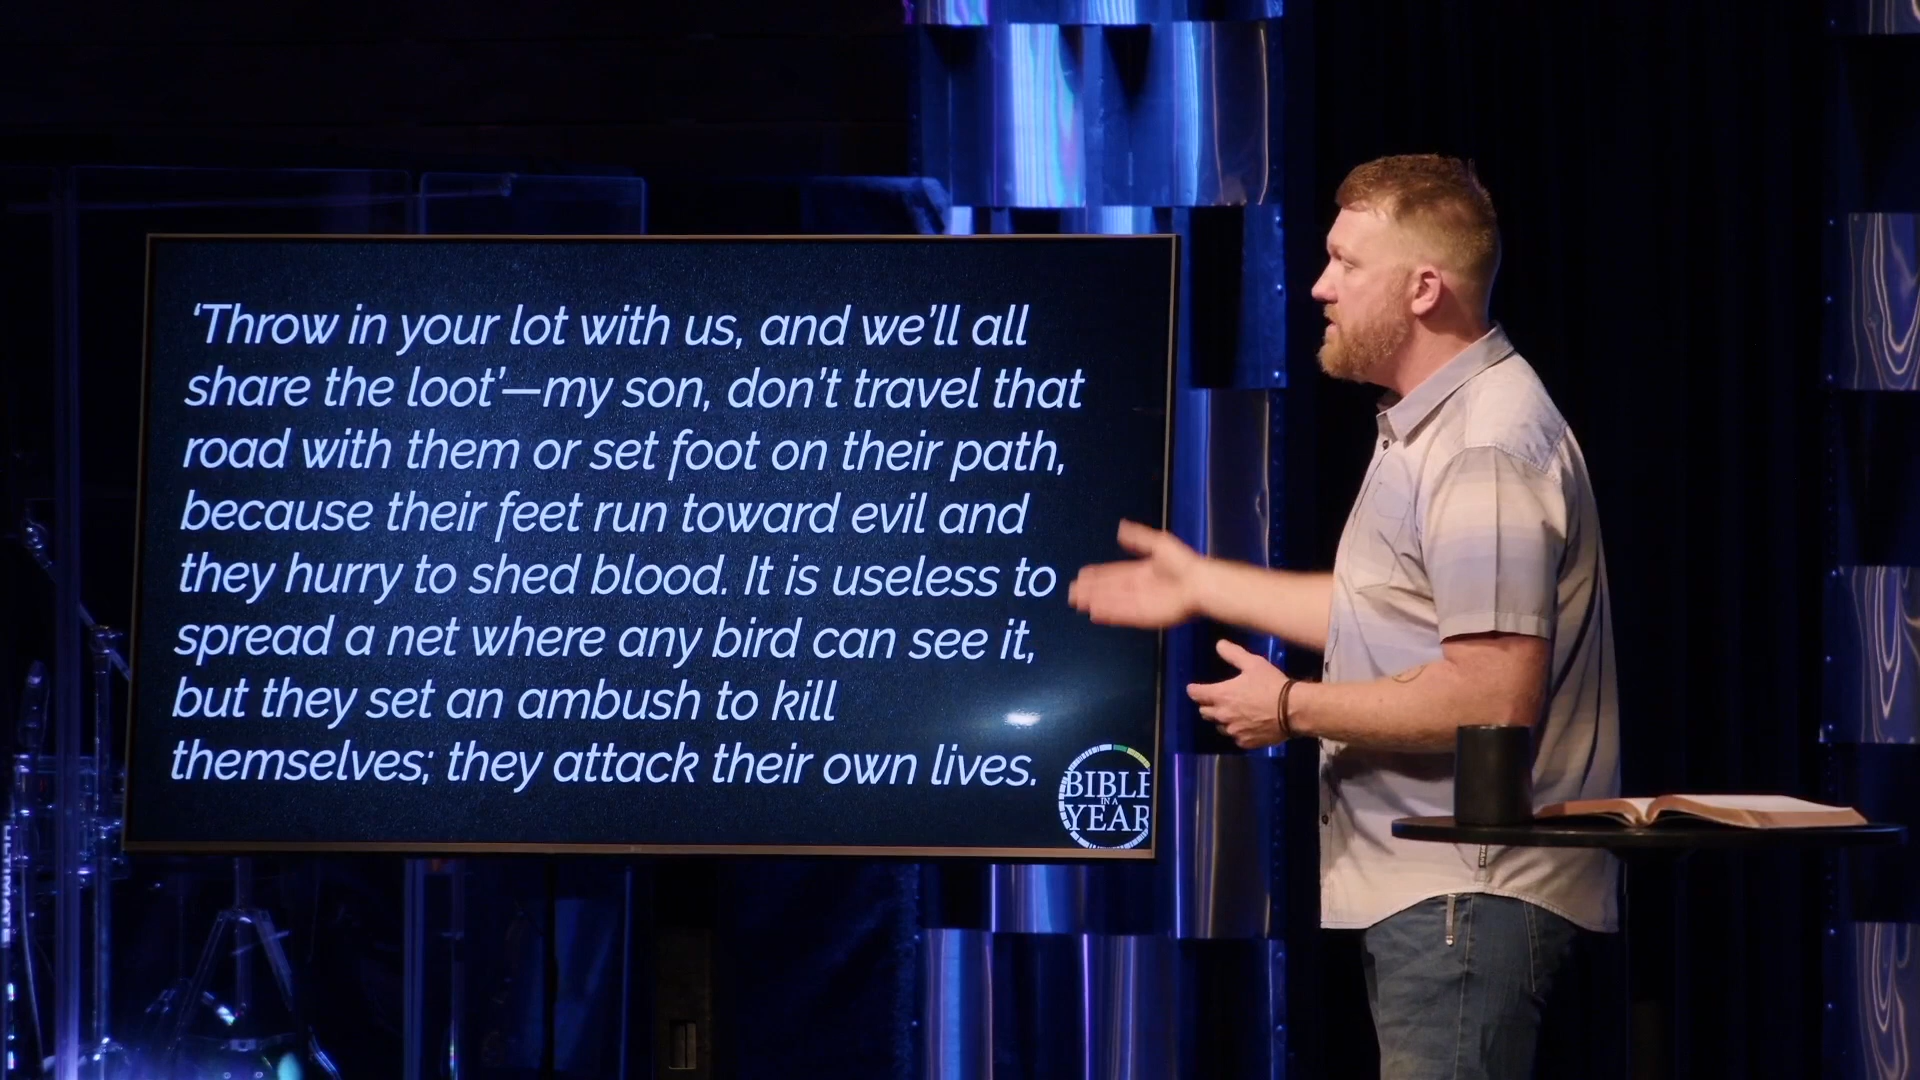 ‘Throw in your lot with us, and we’ll all
share the loot’—my son, don’t travel that
road with them or set foot on their path,
because their feet run toward evil and
they hurry to shed blood. It is useless to
spread a net where any bird can see it,
but they set an ambush to kill
themselves; they attack their own lives.
BIBLE
IN A
YEAR